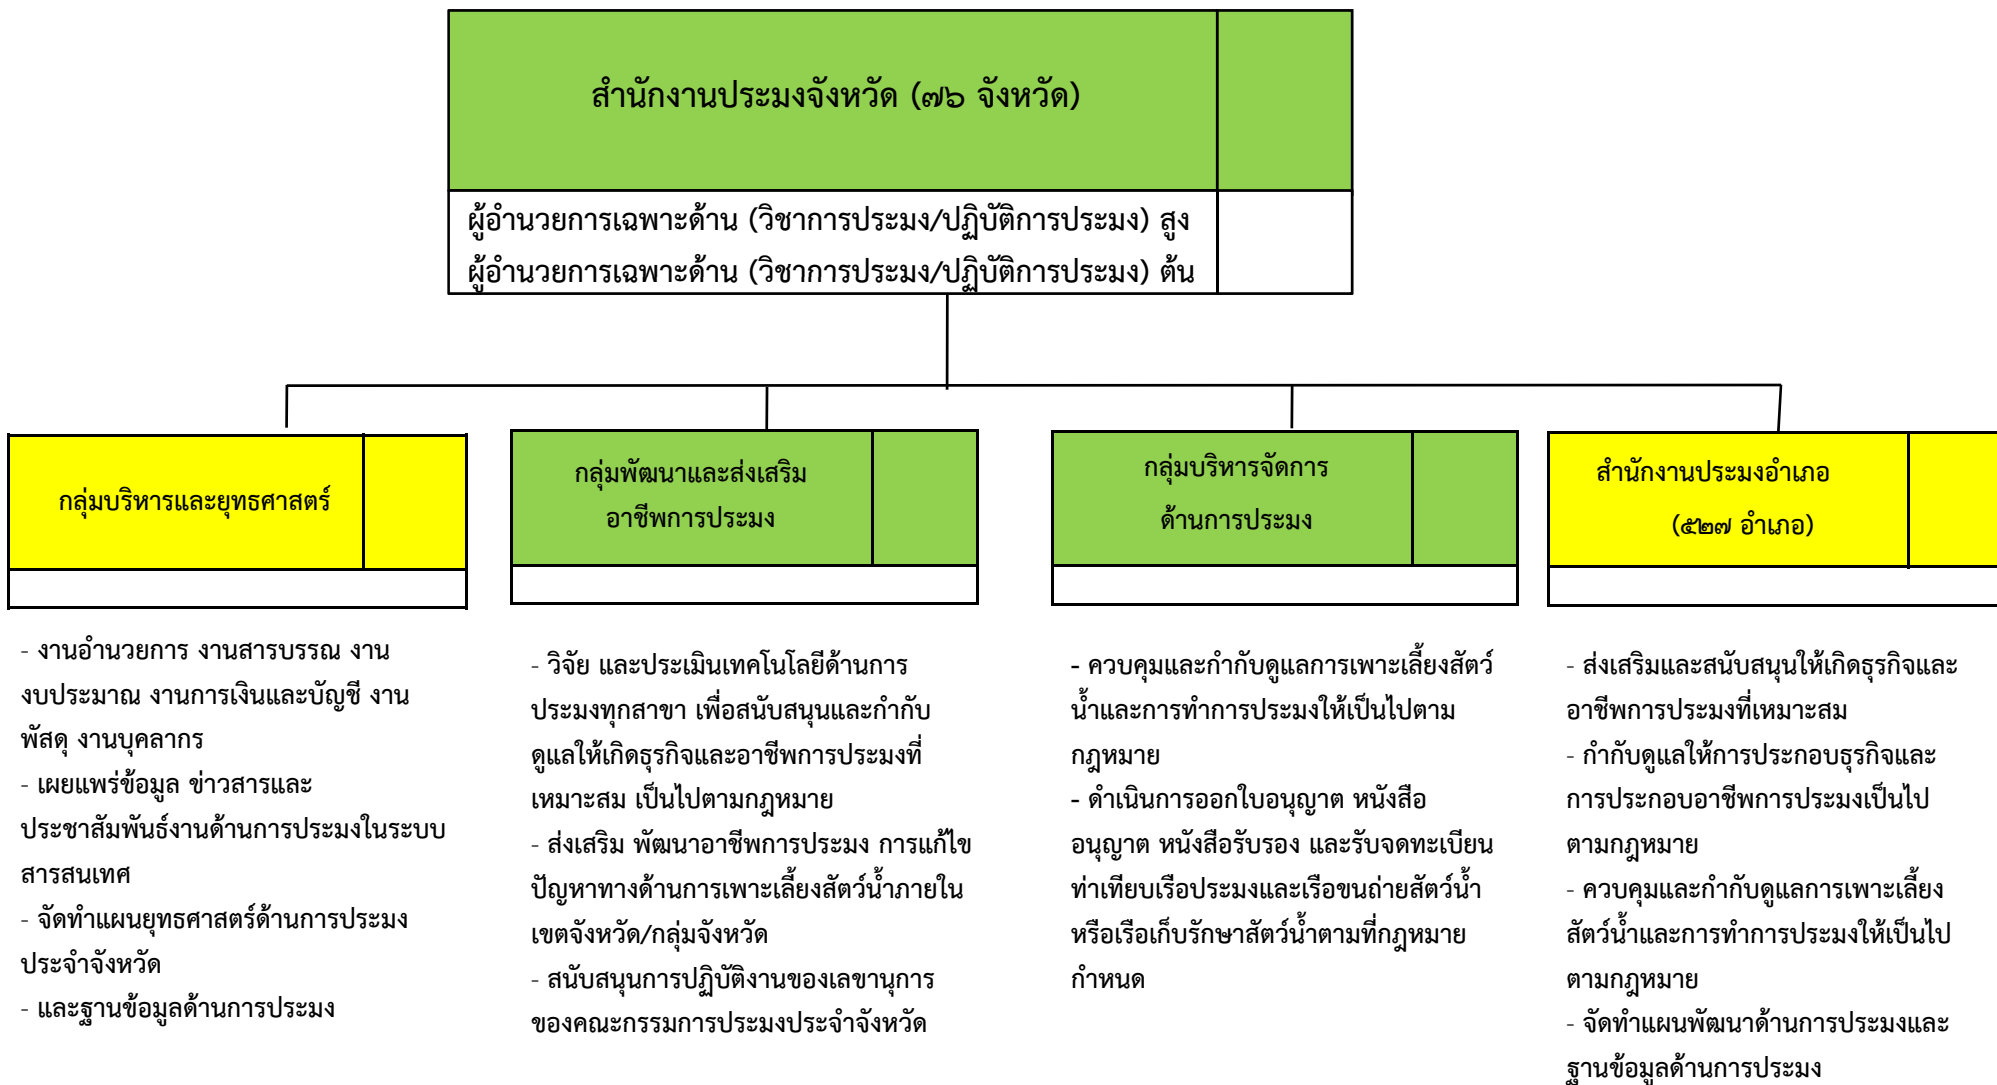 สำนักงานประมงจังหวัด (๗๖ จังหวัด)
ผู้อำนวยการเฉพาะด้าน (วิชาการประมง/ปฏิบัติการประมง) สูง
ผู้อำนวยการเฉพาะด้าน (วิชาการประมง/ปฏิบัติการประมง) ต้น
กลุ่มบริหารและยุทธศาสตร์
- งานอำนวยการ งานสารบรรณ งาน
งบประมาณ งานการเงินและบัญชี งาน
พัสดุ งานบุคลากร
- เผยแพร่ข้อมูล ข่าวสารและ
ประชาสัมพันธ์งานด้านการประมงในระบบ
สารสนเทศ
- จัดทำแผนยุทธศาสตร์ด้านการประมง
ประจำจังหวัด
- และฐานข้อมูลด้านการประมง
กลุ่มพัฒนาและส่งเสริม
อาชีพการประมง
- วิจัย และประเมินเทคโนโลยีด้านการ
ประมงทุกสาขา เพื่อสนับสนุนและกำกับ
ดูแลให้เกิดธุรกิจและอาชีพการประมงที่
เหมาะสม เป็นไปตามกฎหมาย
- ส่งเสริม พัฒนาอาชีพการประมง การแก้ไข
ปัญหาทางด้านการเพาะเลี้ยงสัตว์น้ำภายใน
เขตจังหวัด/กลุ่มจังหวัด
- สนับสนุนการปฏิบัติงานของเลขานุการ
ของคณะกรรมการประมงประจำจังหวัด
กลุ่มบริหารจัดการ
ด้านการประมง
- ควบคุมและกำกับดูแลการเพาะเลี้ยงสัตว์
น้ำและการทำการประมงให้เป็นไปตาม
กฎหมาย
- ดำเนินการออกใบอนุญาต หนังสือ
อนุญาต หนังสือรับรอง และรับจดทะเบียน
ท่าเทียบเรือประมงและเรือขนถ่ายสัตว์น้ำ
หรือเรือเก็บรักษาสัตว์น้ำตามที่กฎหมาย
กำหนด
สำนักงานประมงอำเภอ
(๕๒๗ อำเภอ)
- ส่งเสริมและสนับสนุนให้เกิดธุรกิจและ
อาชีพการประมงที่เหมาะสม
- กำกับดูแลให้การประกอบธุรกิจและ
การประกอบอาชีพการประมงเป็นไป
ตามกฎหมาย
- ควบคุมและกำกับดูแลการเพาะเลี้ยง
สัตว์น้ำและการทำการประมงให้เป็นไป
ตามกฎหมาย
- จัดทำแผนพัฒนาด้านการประมงและ
ฐานข้อมูลด้านการประมง